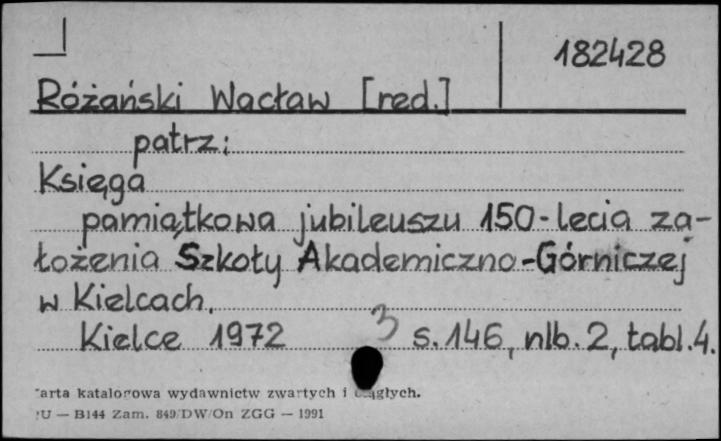 182428
Różański Wacław [red.]
patrz:
Księga
pamiątkowa jubileuszu 150-lecia za-
łożenia Szkoły Akademiczno-Górniczej
w Kielcach.
Kielce 1972 3 s.146, nlb.2, tabl.4.
arta katalogowa wydawnictw zwartych i ciągłych.
U — B144 Zam. 849/DW/On ZGG — 1991